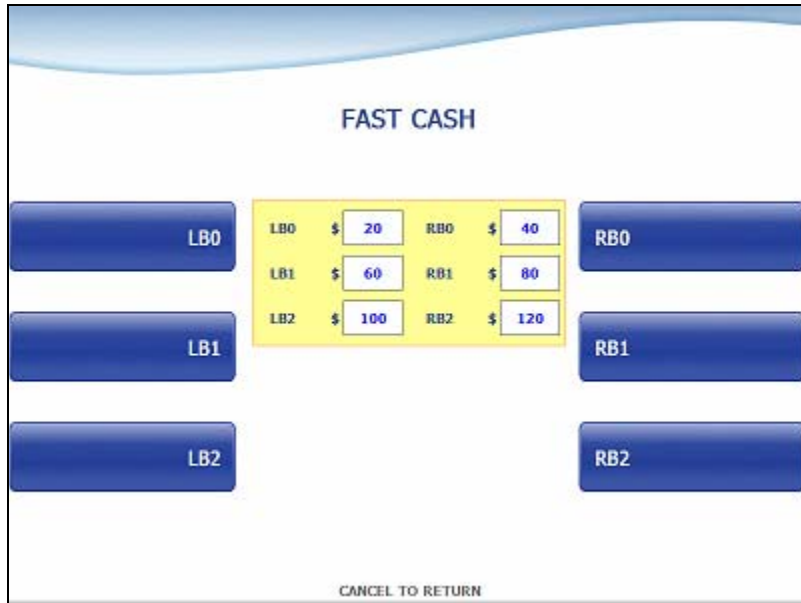 FAST CASH
LB0
LB0 $ 20 RB0 $ 40
RB0
LB1 $ 60 RB1 $ 80
LB2 $ 100 RB2 $ 120
LB1
RB1
LB2
RB2
CANCEL TO RETURN